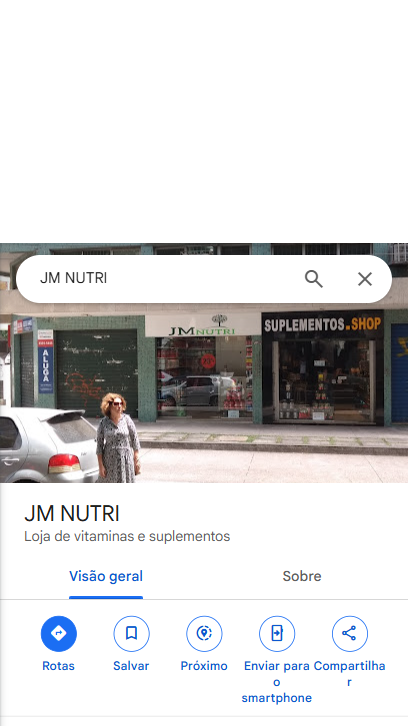 JM NUTRI
JM NUTRI
SUPLEMENTOS.SHOP
ALUGA
JM NUTRI
Loja de vitaminas e suplementos
Visão geral
Sobre
Rotas
Salvar
Próximo
Enviar para
o
smartphone
Compartilha
r